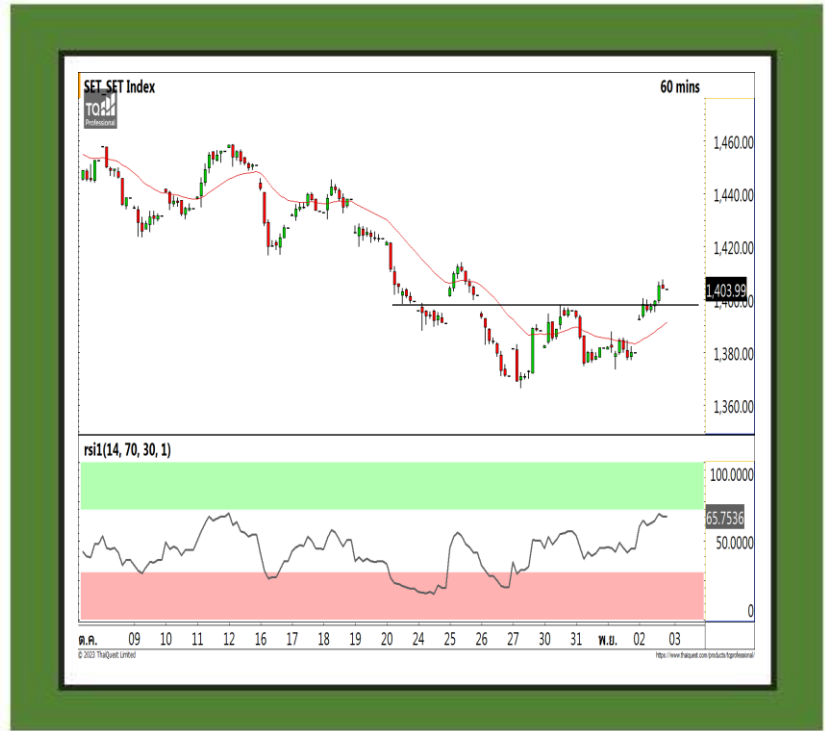 SET_SET Index
60 mins
TQ
Professional
1,460.00
1,440.00
1,420.00
1,403.99
1,400.00
1,380.00
1,360.00
rsi1(14, 70, 30, 1)
100.0000
65.7536
50.0000
0
ต.ค. 09 10 11 12 16 17 18 19 20 24 25 26 27 30 31 พ.ย. 02 03
© 2023 ThaiQuest Limited
https://www.thaiquest.com/products/tqprofessional/